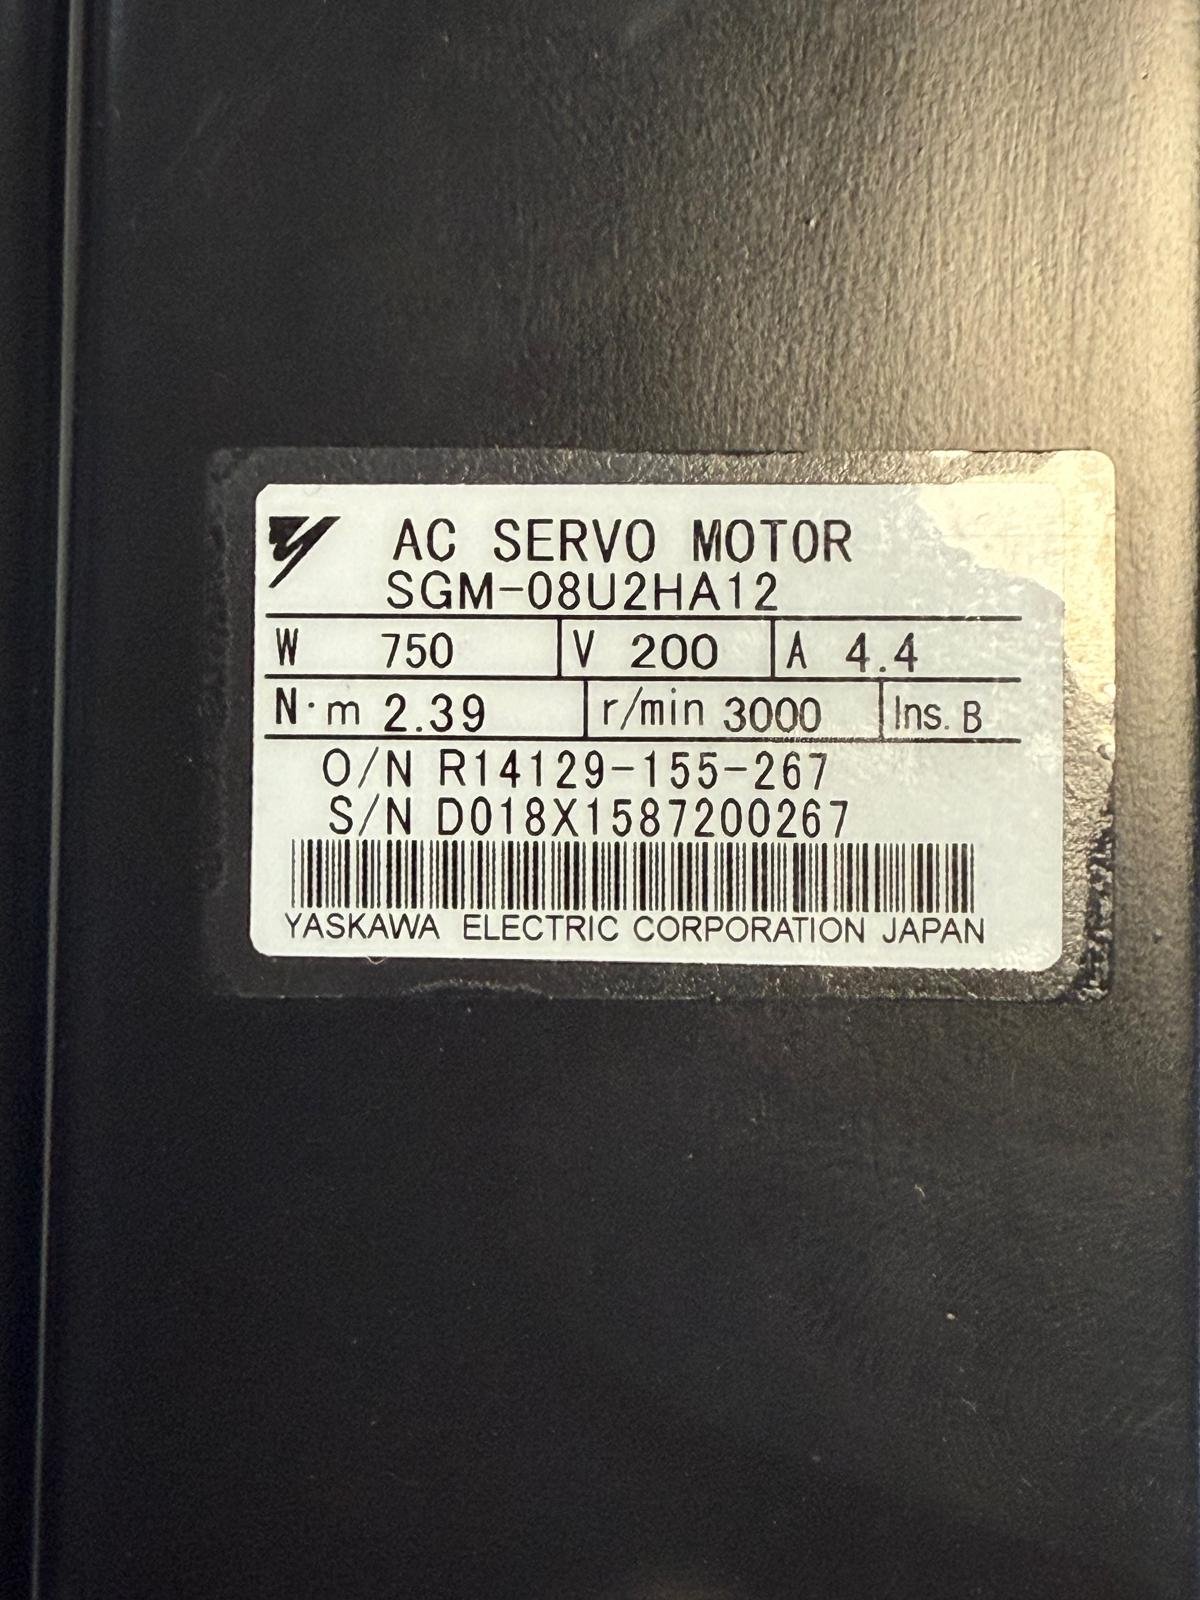 AC SERVO MOTOR
SGM-08U2HA12
W 750 V 200 A 4.4
N·m 2.39 r/min 3000 Ins. B
O/N R14129-155-267
S/N D018X1587200267
YASKAWA ELECTRIC CORPORATION JAPAN